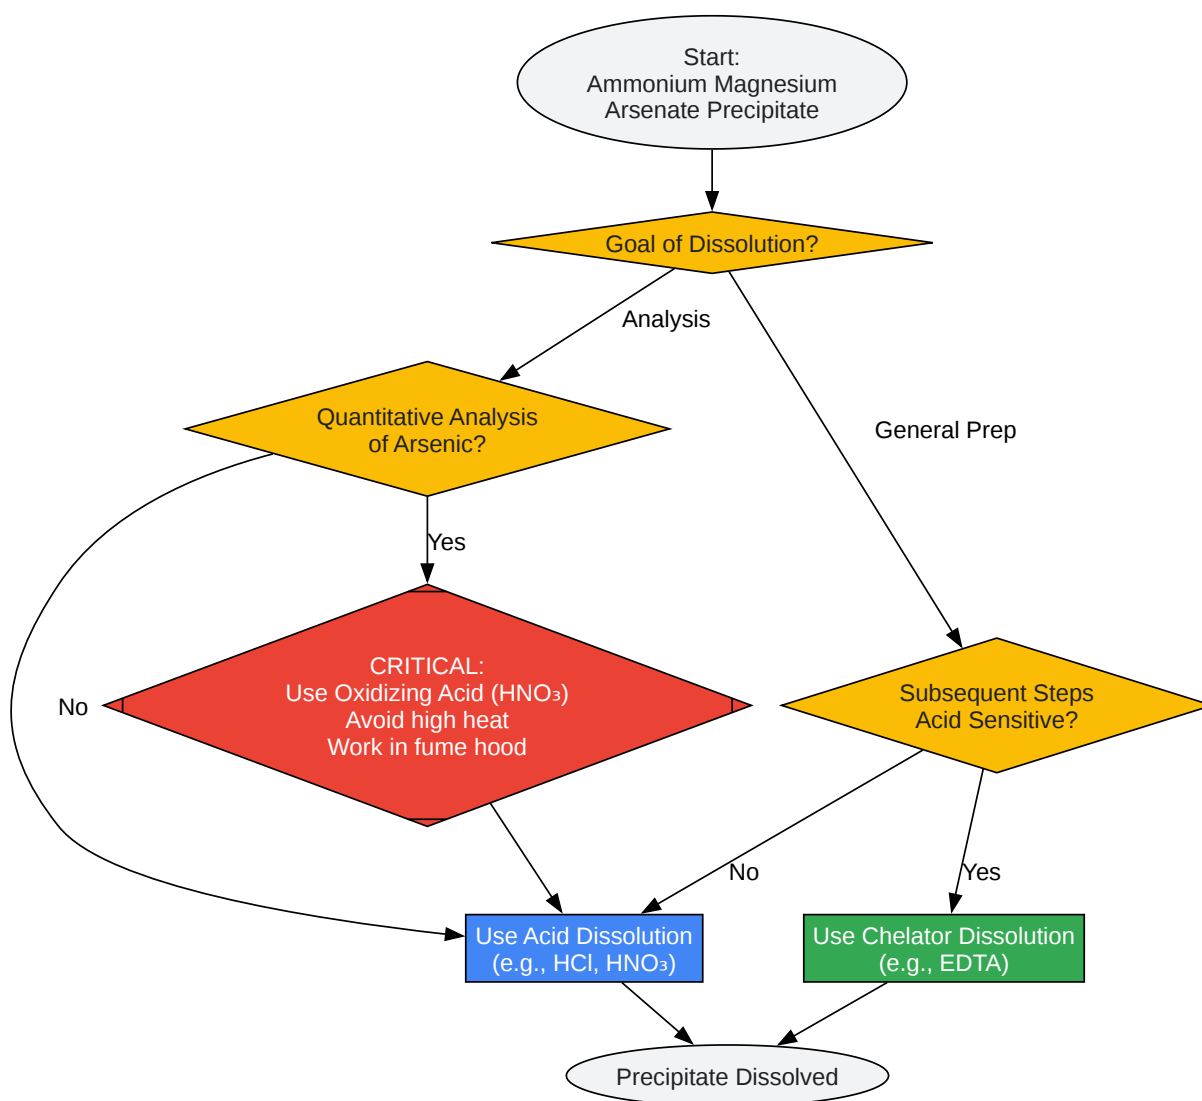 Start:
Ammonium Magnesium
Arsenate Precipitate
Goal of Dissolution?
Analysis
General Prep
Quantitative Analysis
of Arsenic?
Yes
No
CRITICAL:
Use Oxidizing Acid (HNO₃)
Avoid high heat
Work in fume hood
Subsequent Steps
Acid Sensitive?
No
Yes
Use Acid Dissolution
(e.g., HCl, HNO₃)
Use Chelator Dissolution
(e.g., EDTA)
Precipitate Dissolved